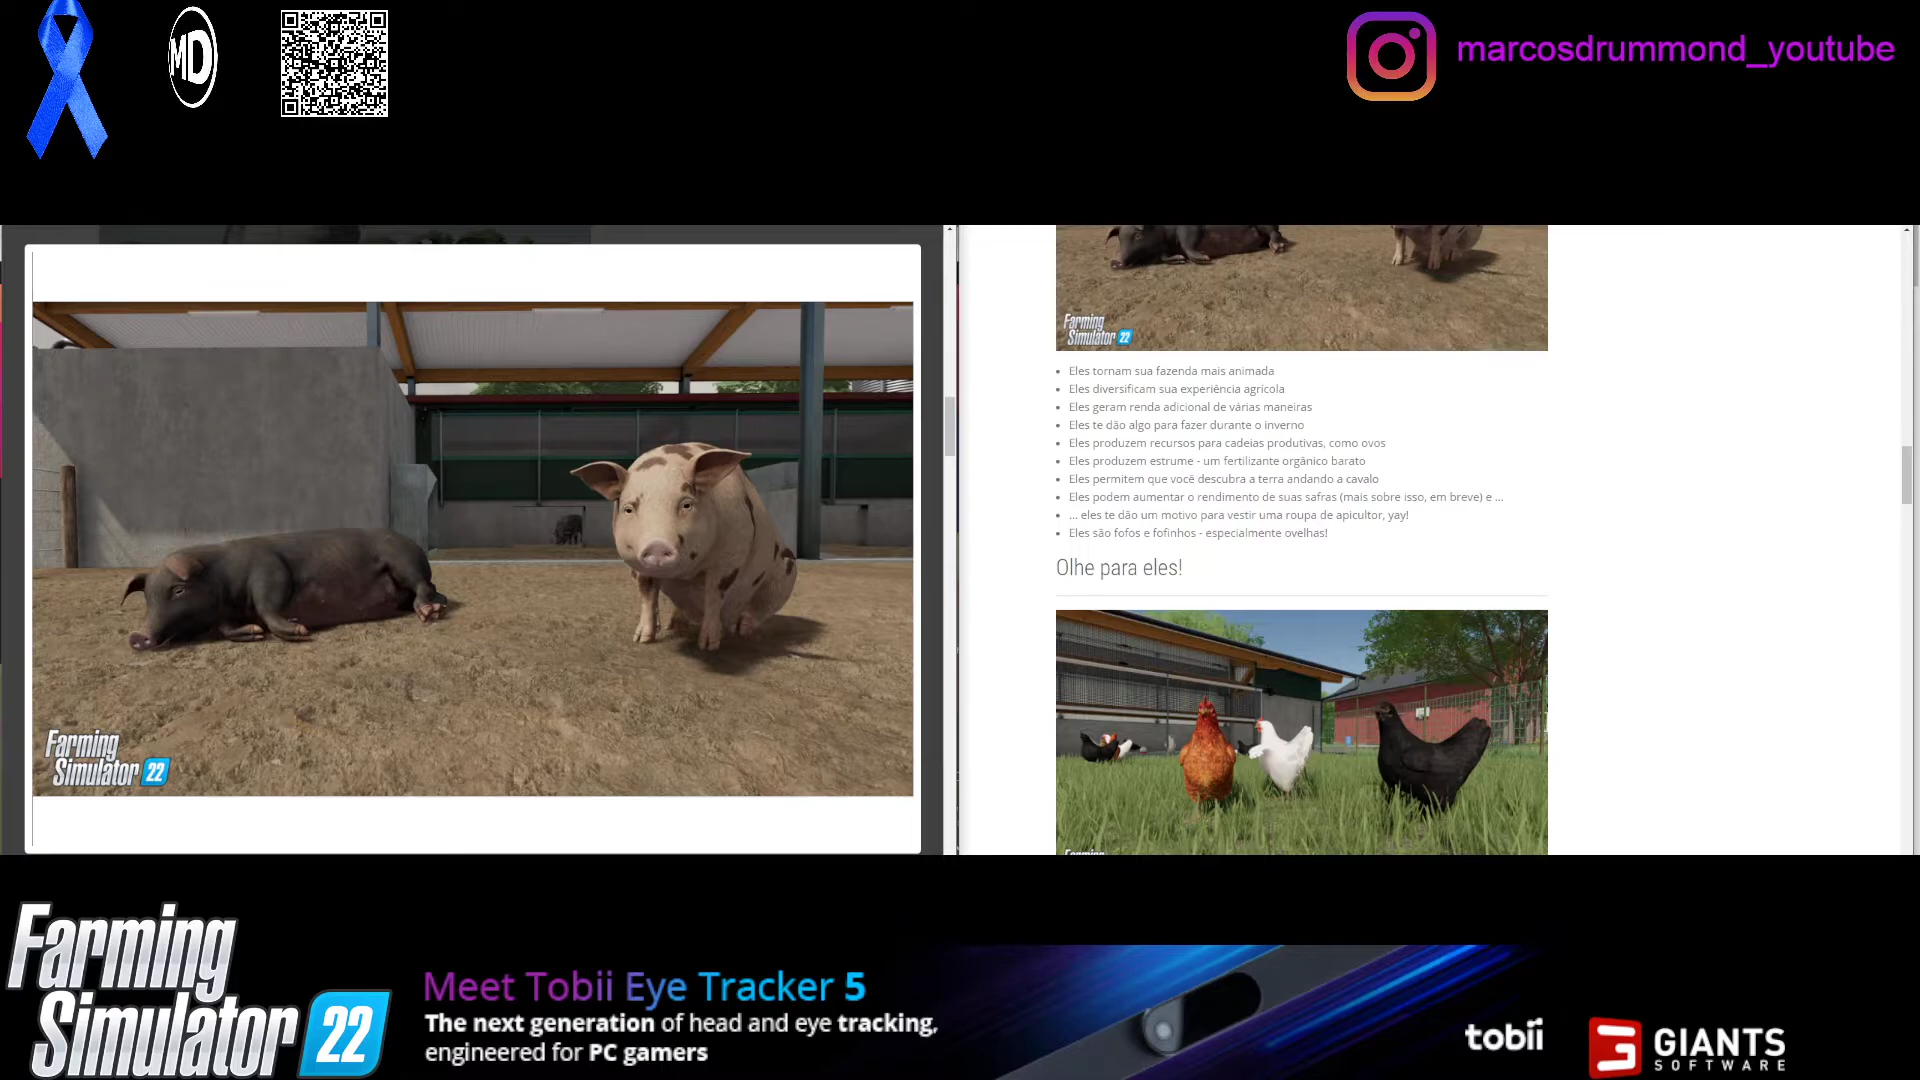 MD
marcosdrummond_youtube
Farming
Simulator 22
Farming
Simulator 22
Eles tornam sua fazenda mais animada
Eles diversificam sua experiência agrícola
Eles geram renda adicional de várias maneiras
Eles te dão algo para fazer durante o inverno
Eles produzem recursos para cadeias produtivas, como ovos
Eles produzem estrume - um fertilizante orgânico barato
Eles permitem que você descubra a terra andando a cavalo
Eles podem aumentar o rendimento de suas safras (mais sobre isso, em breve) e ...
... eles te dão um motivo para vestir uma roupa de apicultor, yay!
Eles são fofos e fofinhos - especialmente ovelhas!
Olhe para eles!
Farming
Simulator 22
Meet Tobii Eye Tracker 5
The next generation of head and eye tracking,
engineered for PC gamers
tobii
GIANTS
SOFTWARE